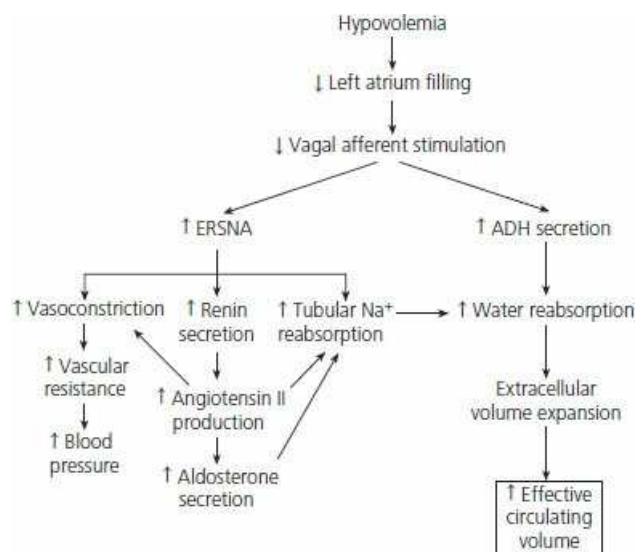 Hypovolemia
↓ Left atrium filling
↓ Vagal afferent stimulation
↑ ERSNA
↑ ADH secretion
↑ Vasoconstriction
↑ Renin
secretion
↑ Tubular Na⁺
reabsorption
↑ Water reabsorption
↑ Vascular
resistance
↑ Angiotensin II
production
Extracellular
volume expansion
↑ Blood
pressure
↑ Aldosterone
secretion
↑ Effective
circulating
volume